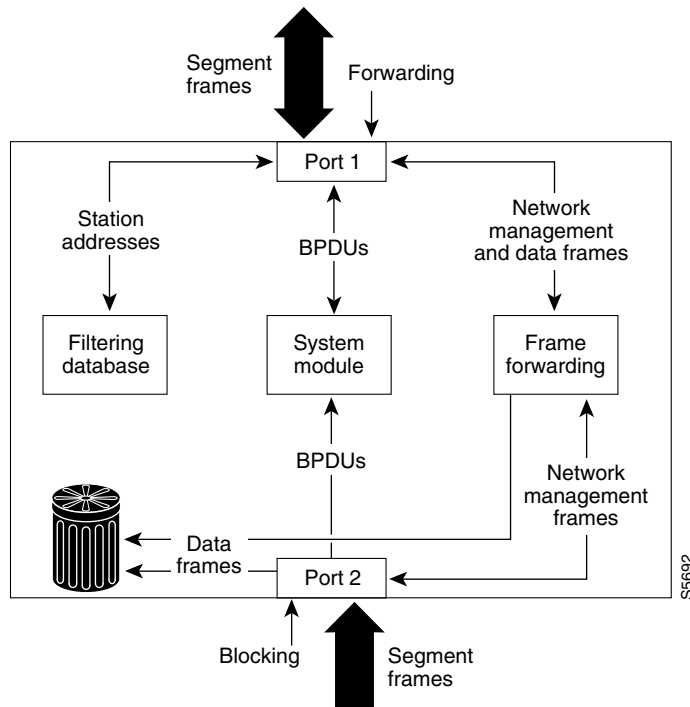 Segment
frames
Forwarding
Port 1
Station
addresses
BPDUs
Network
management
and data frames
Filtering
database
System
module
Frame
forwarding
BPDUs
Network
management
frames
Data
frames
Port 2
Blocking
Segment
frames
S5692